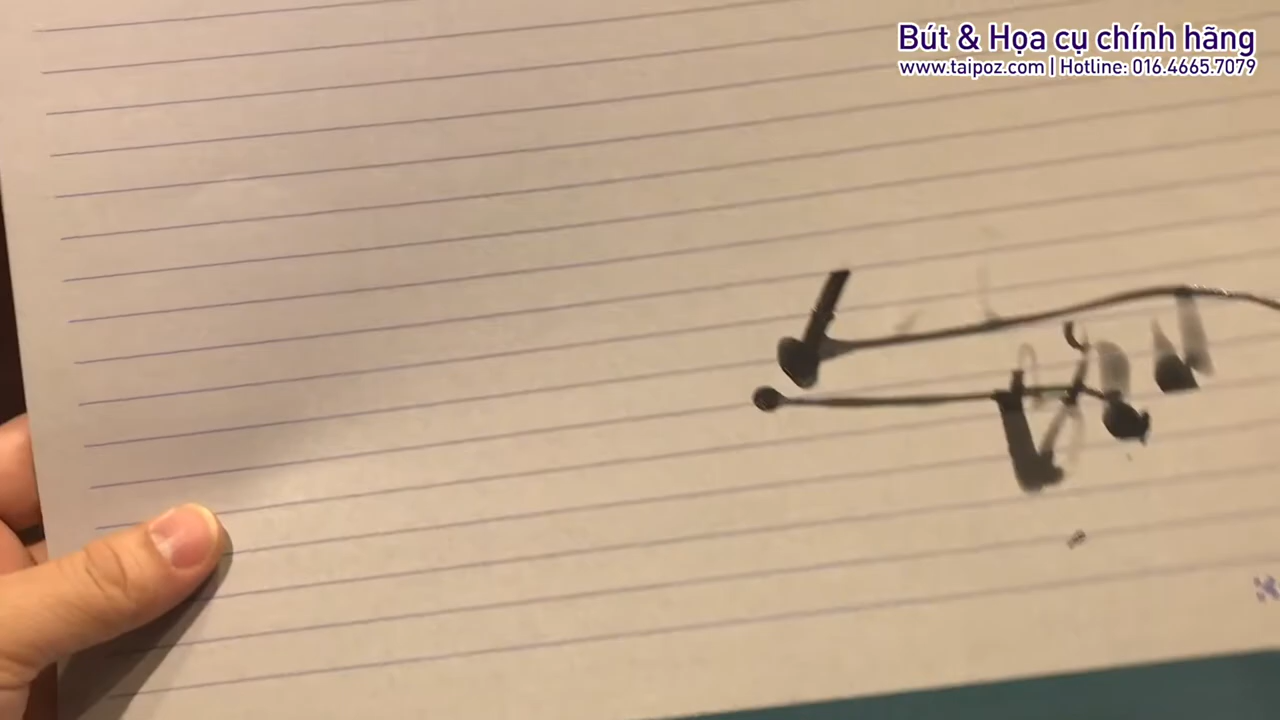 Bút & Họa cụ chính hãng
www.taipoz.com | Hotline: 016.4665.7079